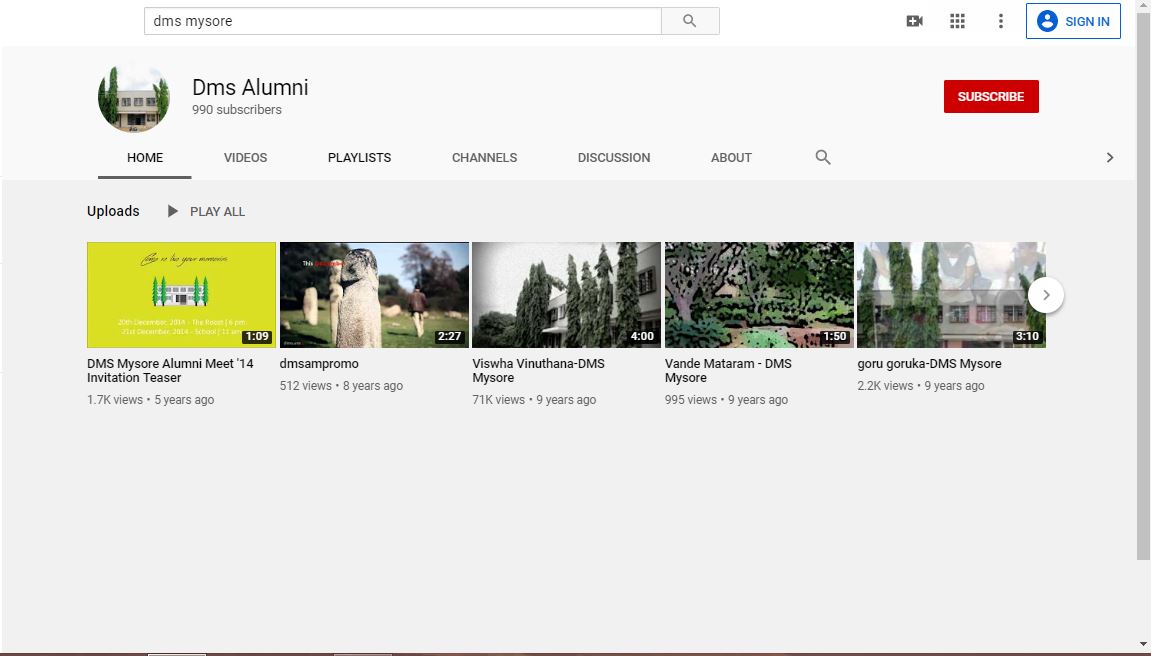 dms mysore
SIGN IN
Dms Alumni
990 subscribers
SUBSCRIBE
HOME VIDEOS PLAYLISTS CHANNELS DISCUSSION ABOUT
Uploads PLAY ALL
Come re live your memories
20th December, 2014 - The Roost | 6 pm.
21st December, 2014 - School | 11 am
1:09
This
2:27
4:00
1:50
3:10
DMS Mysore Alumni Meet '14
Invitation Teaser
1.7K views • 5 years ago
dmsampromo
512 views • 8 years ago
Viswha Vinuthana-DMS
Mysore
71K views • 9 years ago
Vande Mataram - DMS
Mysore
995 views • 9 years ago
goru goruka-DMS Mysore
2.2K views • 9 years ago